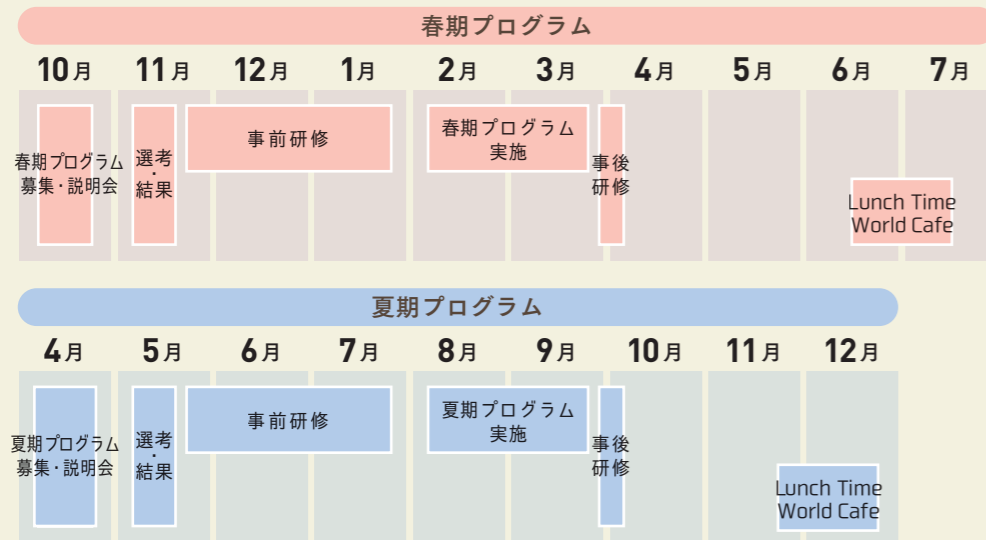 春期プログラム
10月 11月 12月 1月 2月 3月 4月 5月 6月 7月
春期プログラム
募集・説明会
選考
・
結果
事前研修
春期プログラム
実施
事後
研修
Lunch Time
World Cafe
夏期プログラム
4月 5月 6月 7月 8月 9月 10月 11月 12月
夏期プログラム
募集・説明会
選考
・
結果
事前研修
夏期プログラム
実施
事後
研修
Lunch Time
World Cafe